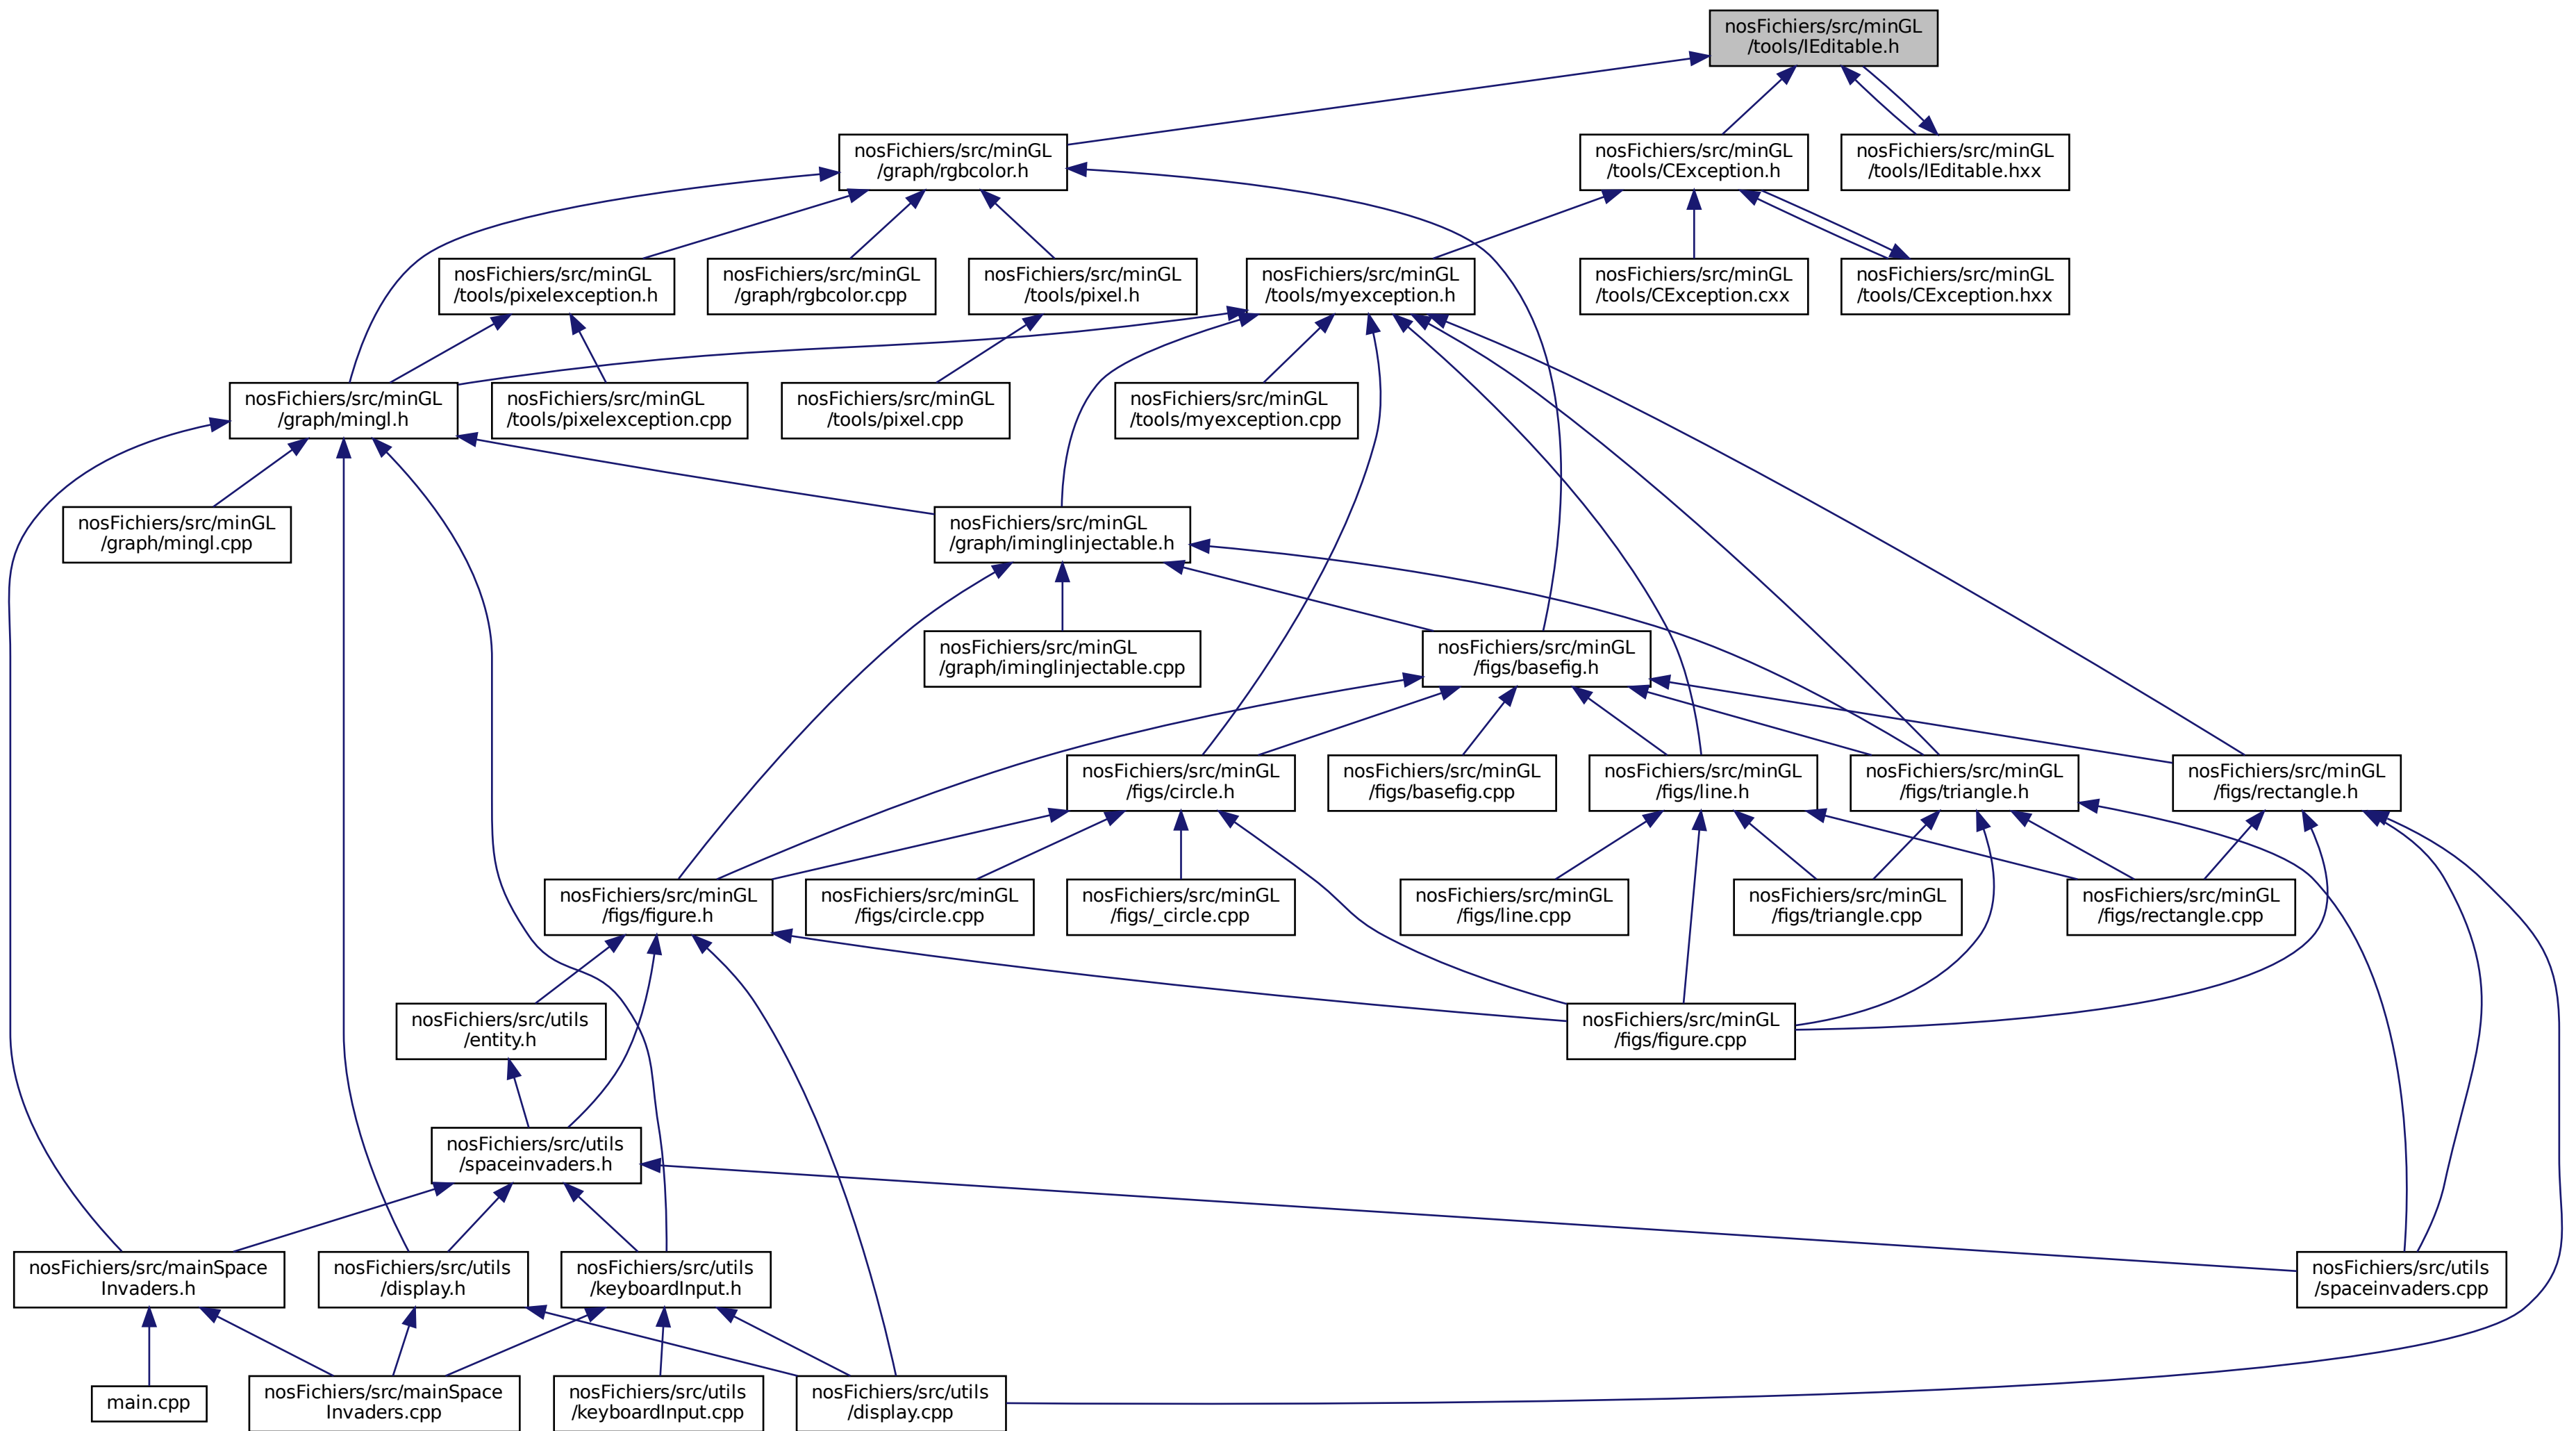 nosFichiers/src/minGL
/tools/IEditable.h
nosFichiers/src/minGL
/graph/rgbcolor.h
nosFichiers/src/minGL
/tools/CException.h
nosFichiers/src/minGL
/tools/IEditable.hxx
nosFichiers/src/minGL
/tools/pixelexception.h
nosFichiers/src/minGL
/graph/rgbcolor.cpp
nosFichiers/src/minGL
/tools/pixel.h
nosFichiers/src/minGL
/tools/myexception.h
nosFichiers/src/minGL
/tools/CException.cxx
nosFichiers/src/minGL
/tools/CException.hxx
nosFichiers/src/minGL
/graph/mingl.h
nosFichiers/src/minGL
/tools/pixelexception.cpp
nosFichiers/src/minGL
/tools/pixel.cpp
nosFichiers/src/minGL
/tools/myexception.cpp
nosFichiers/src/minGL
/graph/mingl.cpp
nosFichiers/src/minGL
/graph/iminglinjectable.h
nosFichiers/src/minGL
/graph/iminglinjectable.cpp
nosFichiers/src/minGL
/figs/basefig.h
nosFichiers/src/minGL
/figs/circle.h
nosFichiers/src/minGL
/figs/basefig.cpp
nosFichiers/src/minGL
/figs/line.h
nosFichiers/src/minGL
/figs/triangle.h
nosFichiers/src/minGL
/figs/rectangle.h
nosFichiers/src/minGL
/figs/figure.h
nosFichiers/src/minGL
/figs/circle.cpp
nosFichiers/src/minGL
/figs/_circle.cpp
nosFichiers/src/minGL
/figs/line.cpp
nosFichiers/src/minGL
/figs/triangle.cpp
nosFichiers/src/minGL
/figs/rectangle.cpp
nosFichiers/src/utils
/entity.h
nosFichiers/src/minGL
/figs/figure.cpp
nosFichiers/src/utils
/spaceinvaders.h
nosFichiers/src/mainSpace
Invaders.h
nosFichiers/src/utils
/display.h
nosFichiers/src/utils
/keyboardInput.h
nosFichiers/src/utils
/spaceinvaders.cpp
main.cpp
nosFichiers/src/mainSpace
Invaders.cpp
nosFichiers/src/utils
/keyboardInput.cpp
nosFichiers/src/utils
/display.cpp